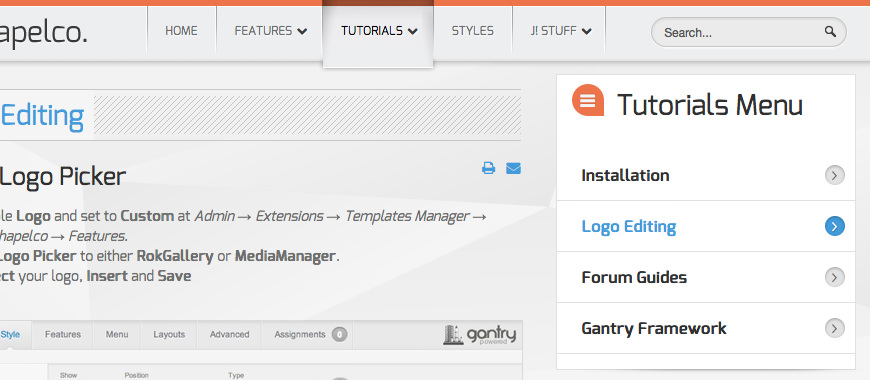 apelco.
HOME
FEATURES
TUTORIALS
STYLES
J! STUFF
Search...
Editing
Logo Picker
le Logo and set to Custom at Admin → Extensions → Templates Manager →
hapelco → Features.
Logo Picker to either RokGallery or MediaManager.
ct your logo, Insert and Save
Style
Features
Menu
Layouts
Advanced
Assignments 0
gantry
powered
Show
Position
Type
Tutorials Menu
Installation
Logo Editing
Forum Guides
Gantry Framework